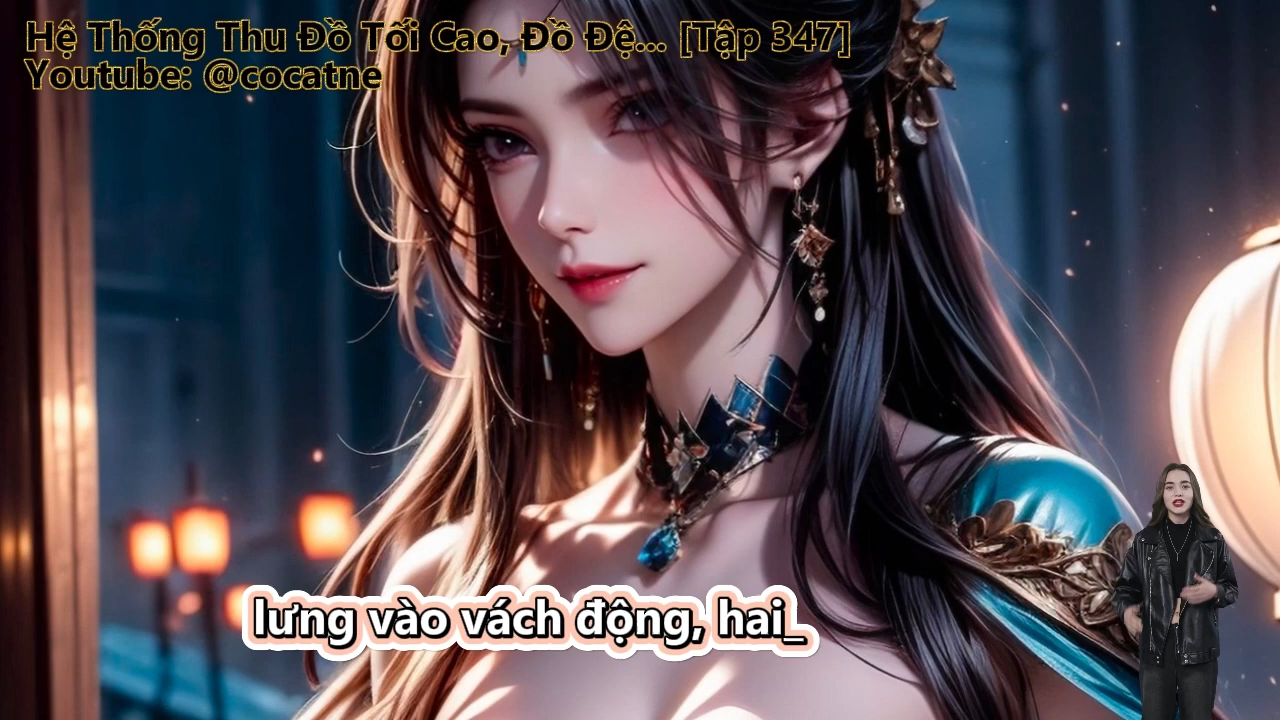 Hệ Thống Thu Đồ Tối Cao, Đồ Đệ... [Tập 347]
Youtube: @cocatne
lưng vào vách động, hai_